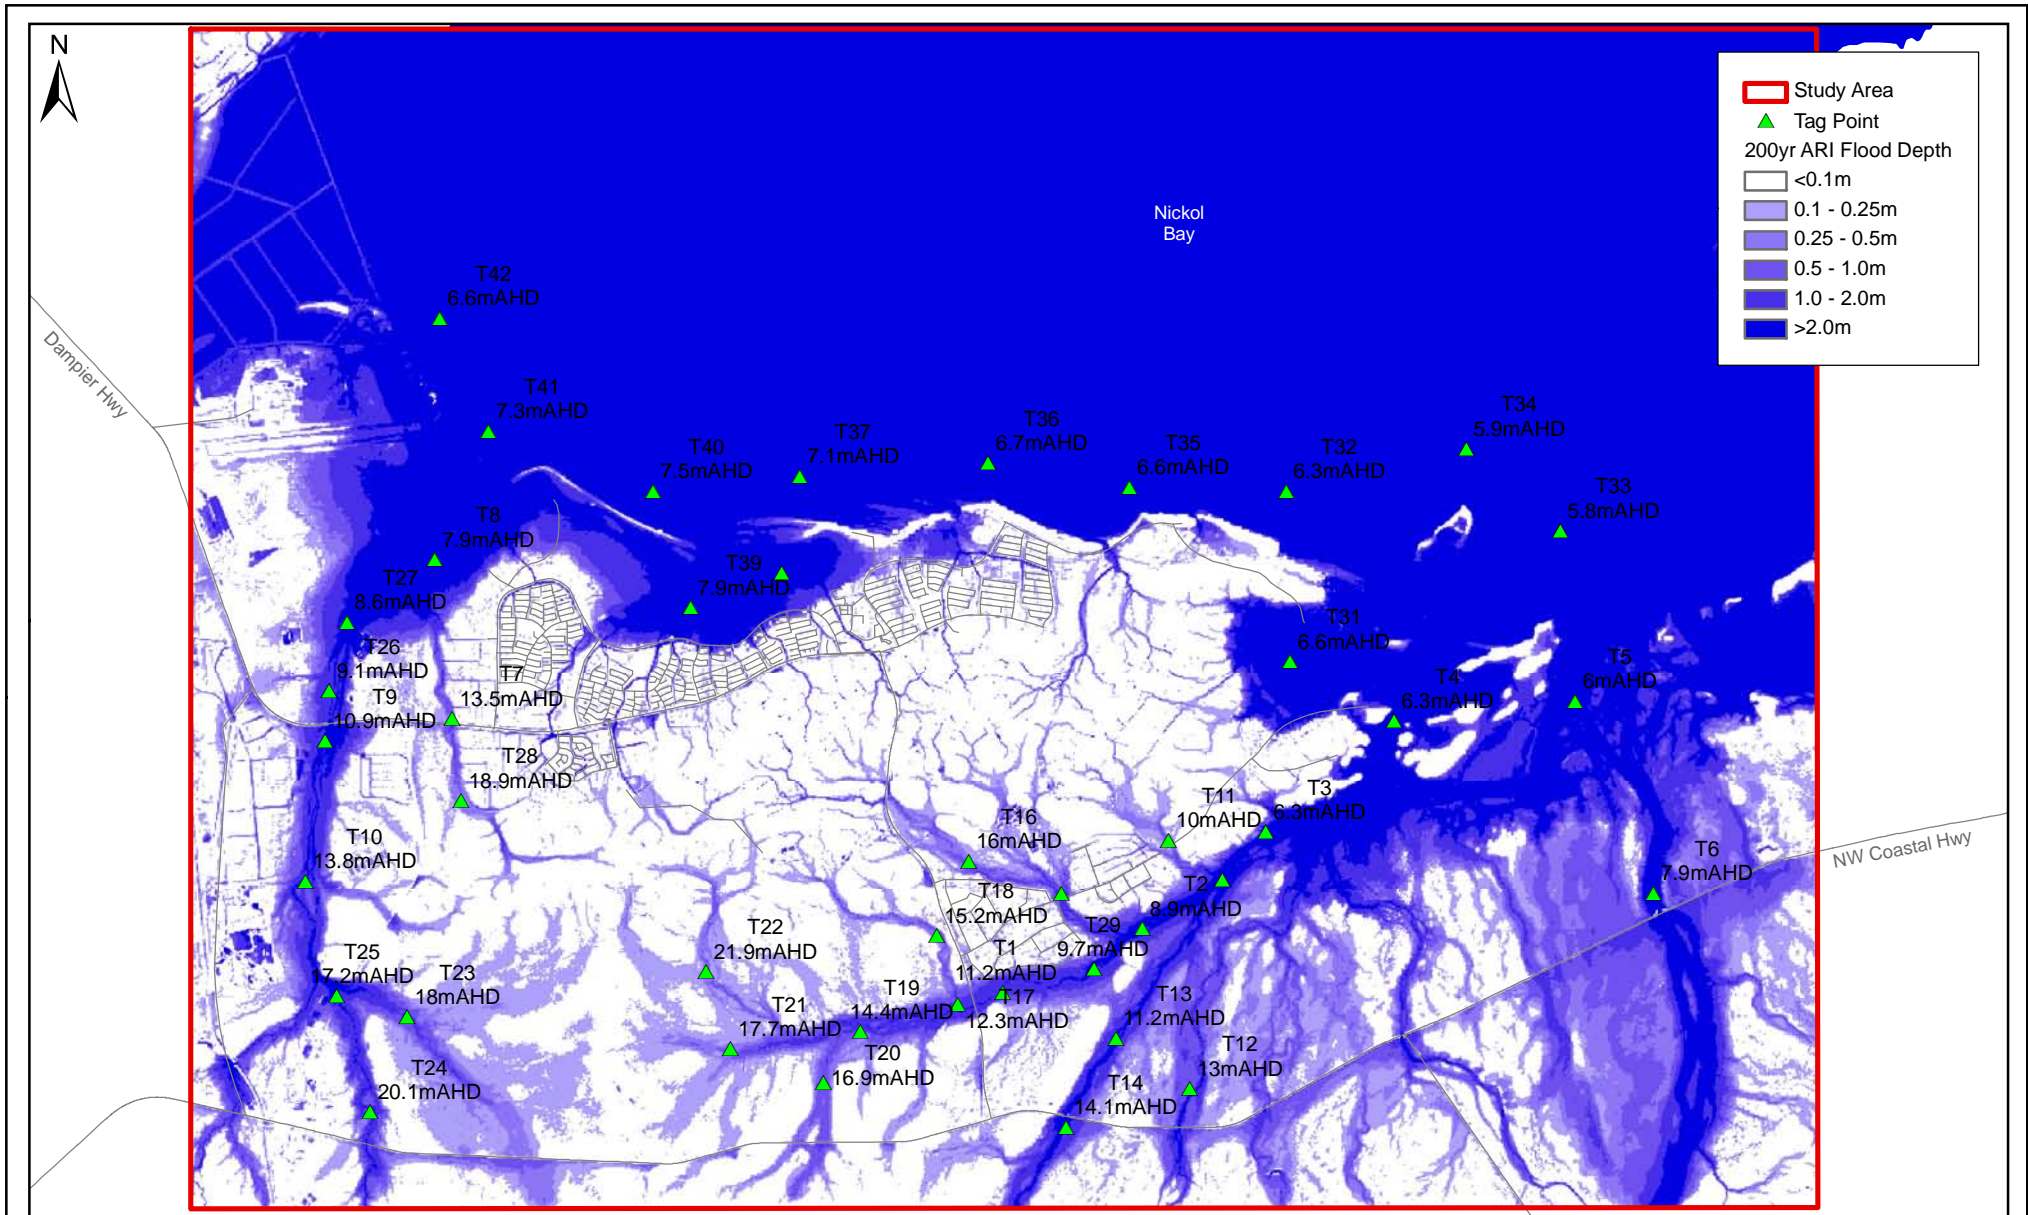 N
Study Area
Tag Point
200yr ARI Flood Depth
<0.1m
0.1 - 0.25m
0.25 - 0.5m
0.5 - 1.0m
1.0 - 2.0m
>2.0m
Nickol
Bay
Dampier Hwy
NW Coastal Hwy
T42
6.6mAHD
T41
7.3mAHD
T40
7.5mAHD
T37
7.1mAHD
T36
6.7mAHD
T35
6.6mAHD
T32
6.3mAHD
T34
5.9mAHD
T33
5.8mAHD
T8
7.9mAHD
T39
7.9mAHD
T27
8.6mAHD
T26
9.1mAHD
T9
10.9mAHD
T7
13.5mAHD
T31
6.6mAHD
T4
6.3mAHD
T5
6mAHD
T28
18.9mAHD
T3
6.3mAHD
T11
10mAHD
T16
16mAHD
T10
13.8mAHD
T6
7.9mAHD
T18
15.2mAHD
T2
8.9mAHD
T29
9.7mAHD
T22
21.9mAHD
T1
11.2mAHD
T25
17.2mAHD
T23
18mAHD
T19
14.4mAHD
T17
12.3mAHD
T21
17.7mAHD
T13
11.2mAHD
T20
16.9mAHD
T12
13mAHD
T24
20.1mAHD
T14
14.1mAHD